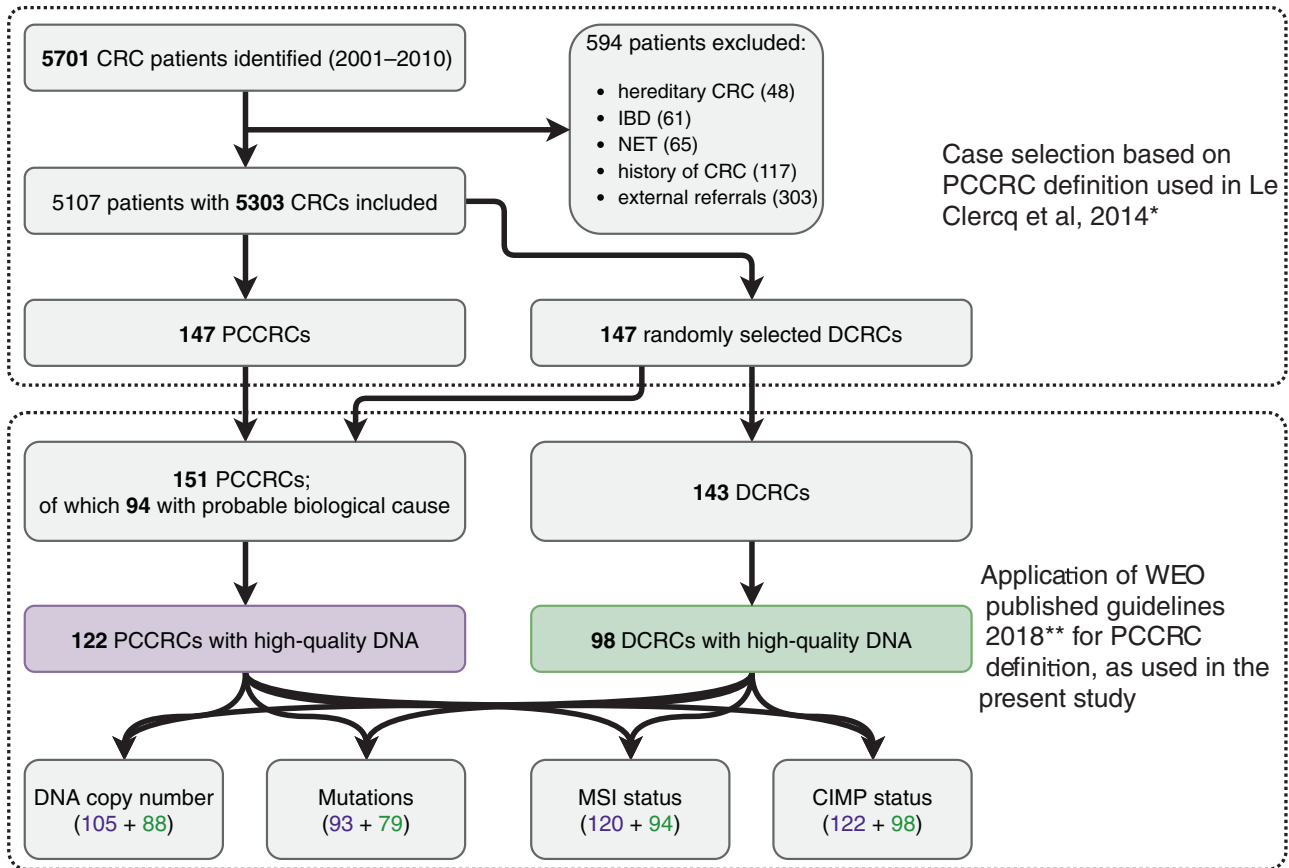 5701 CRC patients identified (2001–2010)
594 patients excluded:
• hereditary CRC (48)
• IBD (61)
• NET (65)
• history of CRC (117)
• external referrals (303)
5107 patients with 5303 CRCs included
Case selection based on
PCCRC definition used in Le
Clercq et al, 2014*
147 PCCRCs
147 randomly selected DCRCs
151 PCCRCs;
of which 94 with probable biological cause
143 DCRCs
Application of WEO
published guidelines
2018** for PCCRC
definition, as used in the
present study
122 PCCRCs with high-quality DNA
98 DCRCs with high-quality DNA
DNA copy number
(105 + 88)
Mutations
(93 + 79)
MSI status
(120 + 94)
CIMP status
(122 + 98)